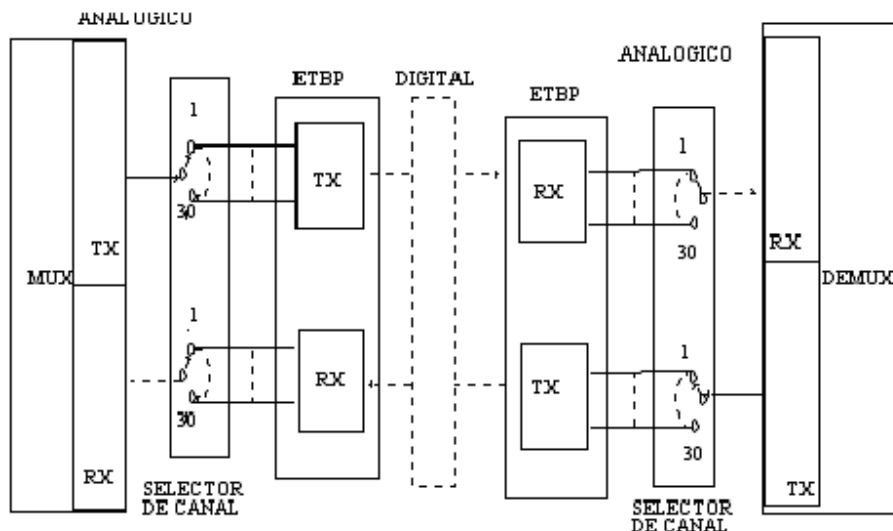 ANALOGICO
ETBP
DIGITAL
ANALOGICO
ETBP
1
TX
30
TX
MUX
1
RX
30
RX
SELECTOR
DE CANAL
1
RX
30
RX
DEMUX
1
TX
30
TX
SELECTOR
DE CANAL